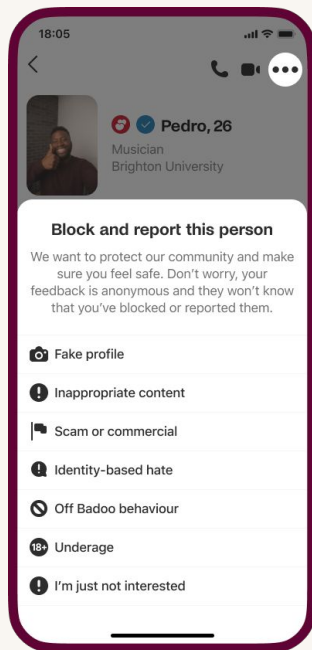 18:05
Pedro, 26
Musician
Brighton University
Block and report this person
We want to protect our community and make
sure you feel safe. Don't worry, your
feedback is anonymous and they won't know
that you've blocked or reported them.
Fake profile
Inappropriate content
Scam or commercial
Identity-based hate
Off Badoo behaviour
18+ Underage
I'm just not interested